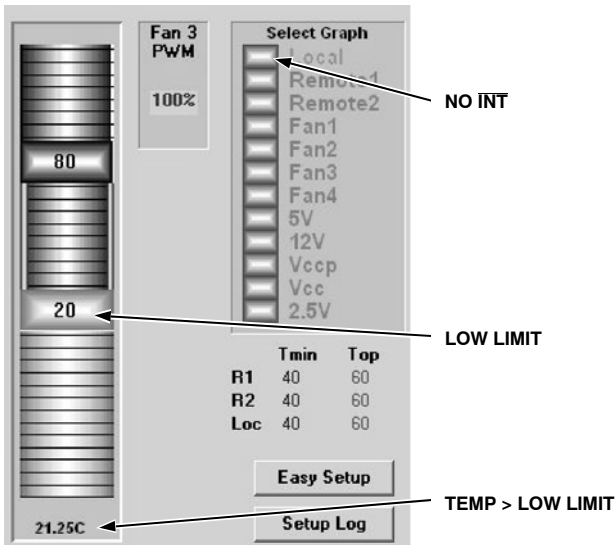 Fan 3
PWM
100%
80
20
21.25C
Select Graph
Local
Remote1
Remote2
Fan1
Fan2
Fan3
Fan4
5V
12V
Vccp
Vcc
2.5V
Tmin Top
R1 40 60
R2 40 60
Loc 40 60
Easy Setup
Setup Log
NO I̅N̅T̅
LOW LIMIT
TEMP > LOW LIMIT